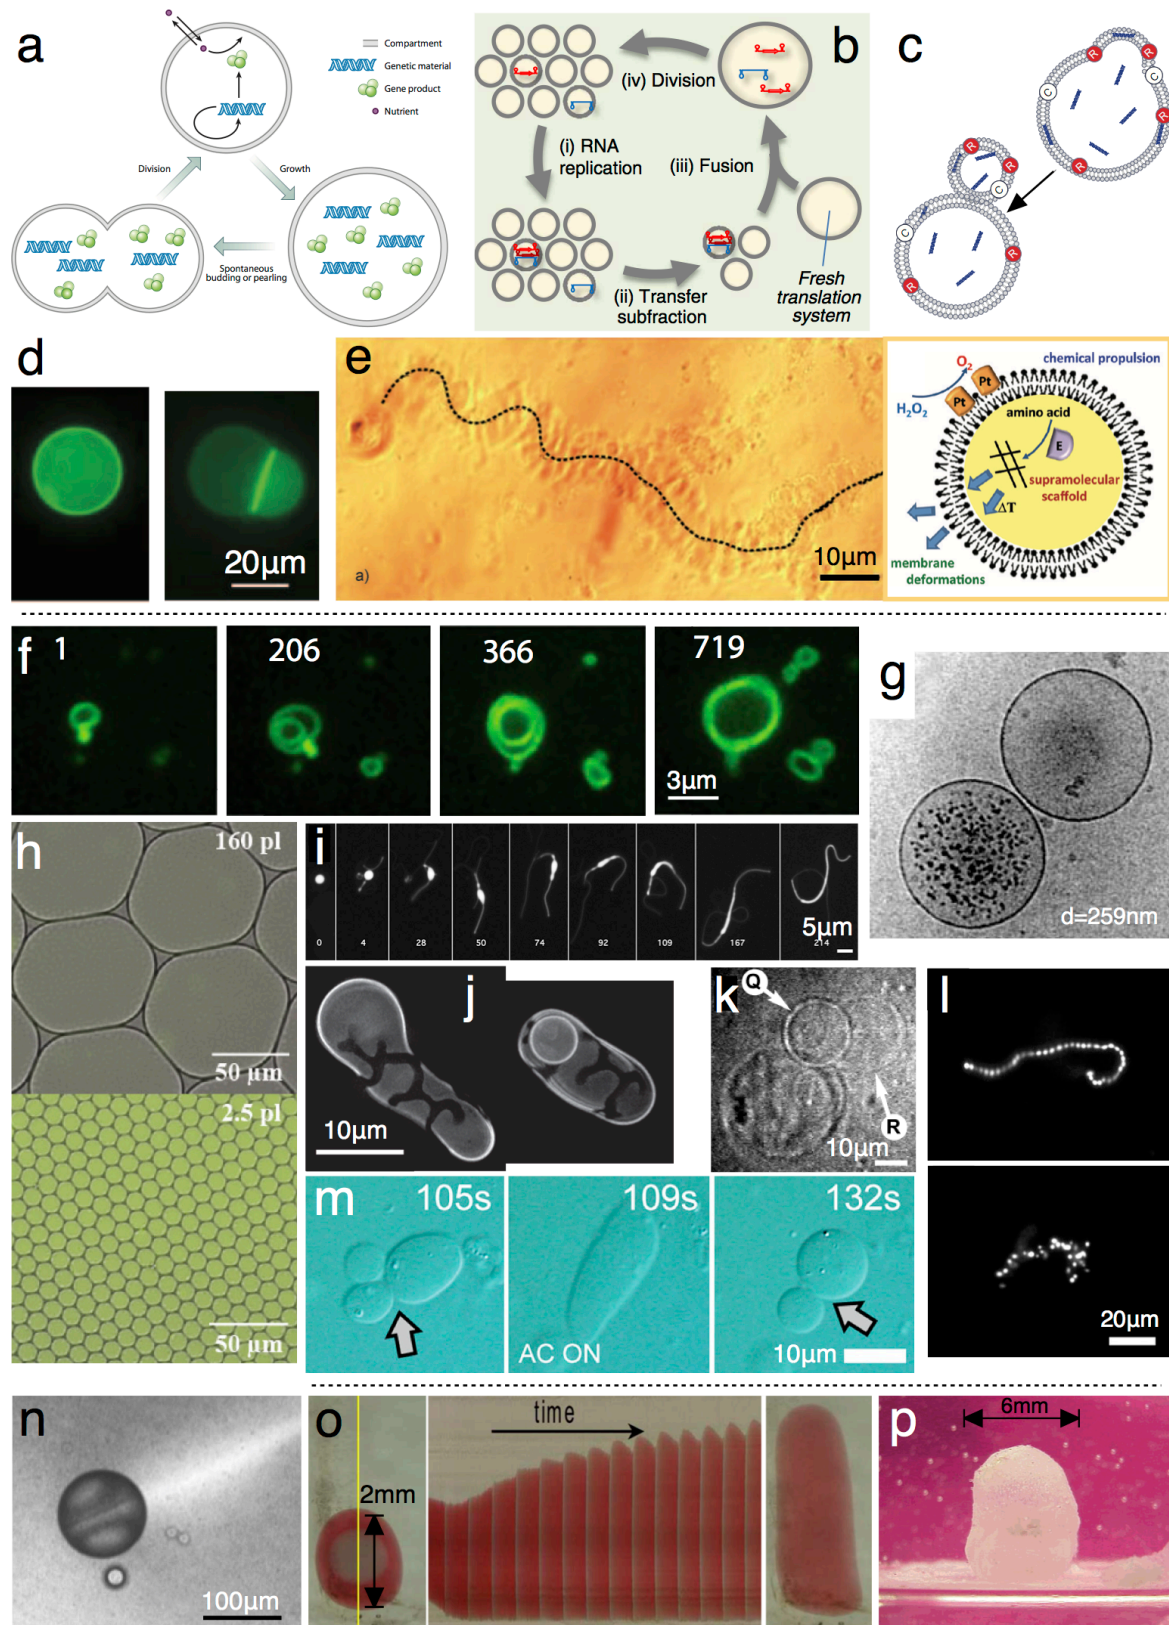 a
Nutrient
Compartment
Genetic material
Gene product
Nutrient
Division
Growth
Spontaneous
budding or pearling
b
(iv) Division
(i) RNA
replication
(iii) Fusion
(ii) Transfer
subfraction
Fresh
translation
system
c
R
C
C
R
R
R
R
C
C
R
d
20µm
e
a)
10µm
O₂
chemical propulsion
Pt
Pt
H₂O₂
amino acid
E
supramolecular
scaffold
ΔT
membrane
deformations
f
1
206
366
719
3µm
g
d=259nm
h
160 pl
50 µm
2.5 pl
50 µm
i
5µm
0
4
28
50
74
92
109
167
214
j
10µm
k
Q
R
10µm
l
20µm
m
105s
109s
132s
AC ON
10µm
n
100µm
o
time
2mm
p
6mm